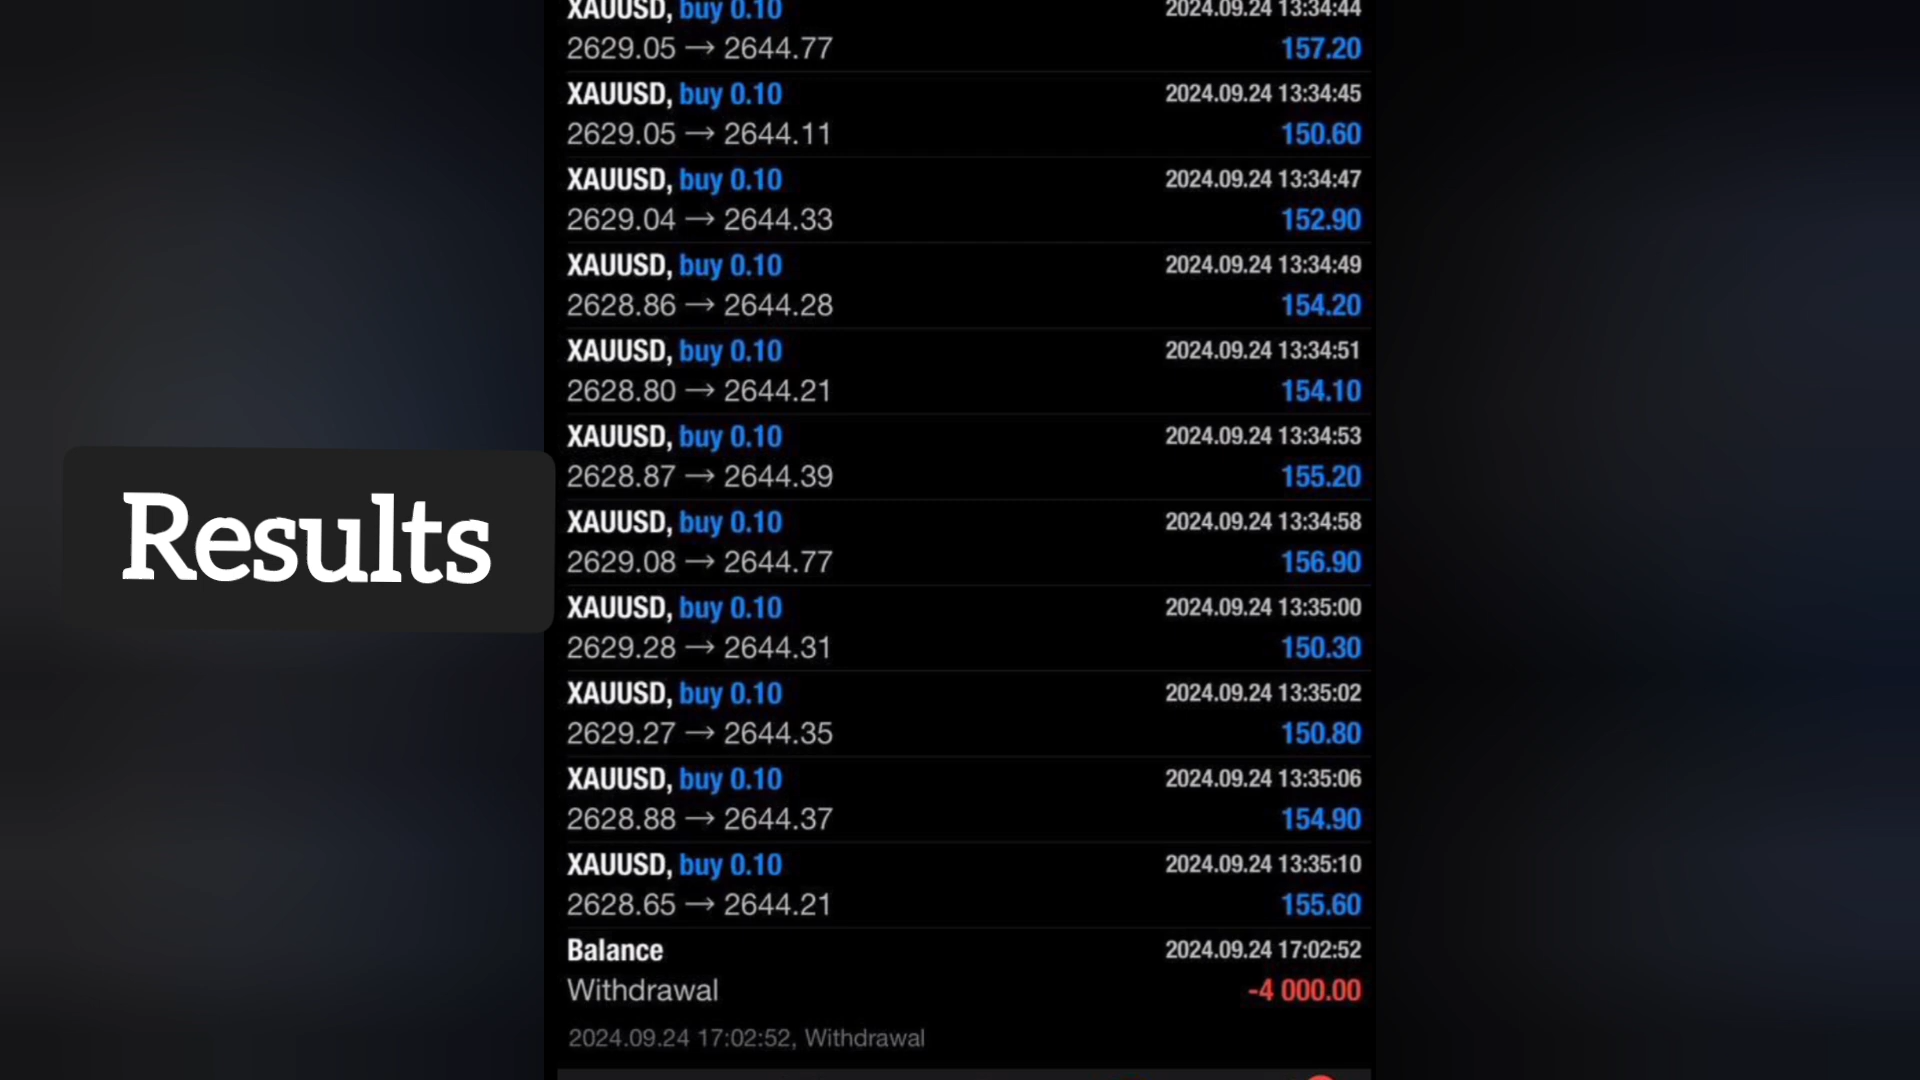 XAUUSD, buy 0.10 2024.09.24 13:34:44
2629.05 → 2644.77 157.20
XAUUSD, buy 0.10 2024.09.24 13:34:45
2629.05 → 2644.11 150.60
XAUUSD, buy 0.10 2024.09.24 13:34:47
2629.04 → 2644.33 152.90
XAUUSD, buy 0.10 2024.09.24 13:34:49
2628.86 → 2644.28 154.20
XAUUSD, buy 0.10 2024.09.24 13:34:51
2628.80 → 2644.21 154.10
XAUUSD, buy 0.10 2024.09.24 13:34:53
2628.87 → 2644.39 155.20
Results
XAUUSD, buy 0.10 2024.09.24 13:34:58
2629.08 → 2644.77 156.90
XAUUSD, buy 0.10 2024.09.24 13:35:00
2629.28 → 2644.31 150.30
XAUUSD, buy 0.10 2024.09.24 13:35:02
2629.27 → 2644.35 150.80
XAUUSD, buy 0.10 2024.09.24 13:35:06
2628.88 → 2644.37 154.90
XAUUSD, buy 0.10 2024.09.24 13:35:10
2628.65 → 2644.21 155.60
Balance 2024.09.24 17:02:52
Withdrawal -4 000.00
2024.09.24 17:02:52, Withdrawal